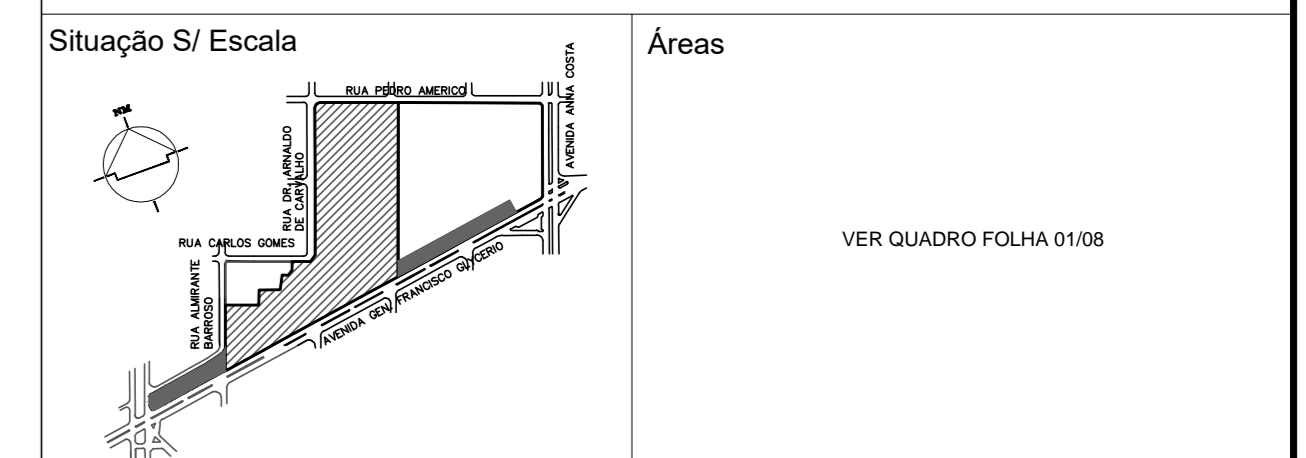 Situação S/ Escala
Áreas
NM
RUA PEDRO AMERICO
AVENIDA ANNA COSTA
RUA DR. ARNALDO
DE CARVALHO
RUA CARLOS GOMES
RUA ALMIRANTE
BARROSO
AVENIDA GEN. FRANCISCO GLYCERIO
VER QUADRO FOLHA 01/08